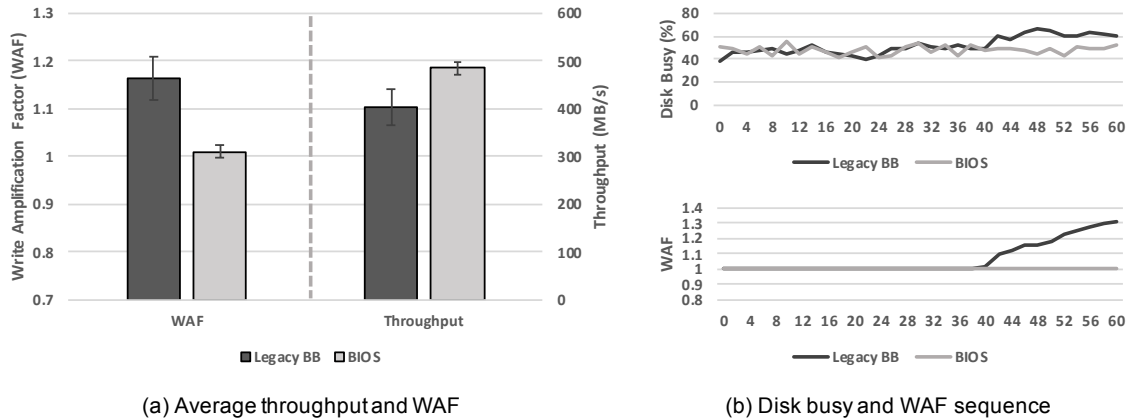 1.3
1.2
1.1
1
0.9
0.8
0.7
Write Amplification Factor (WAF)
600
500
400
300
200
100
0
Throughput (MB/s)
WAF Throughput
Legacy BB BIOS
(a) Average throughput and WAF
80
60
40
20
0
Disk Busy (%)
0 4 8 12 16 20 24 28 32 36 40 44 48 52 56 60
Legacy BB BIOS
1.4
1.3
1.2
1.1
1
0.9
0.8
WAF
0 4 8 12 16 20 24 28 32 36 40 44 48 52 56 60
Legacy BB BIOS
(b) Disk busy and WAF sequence